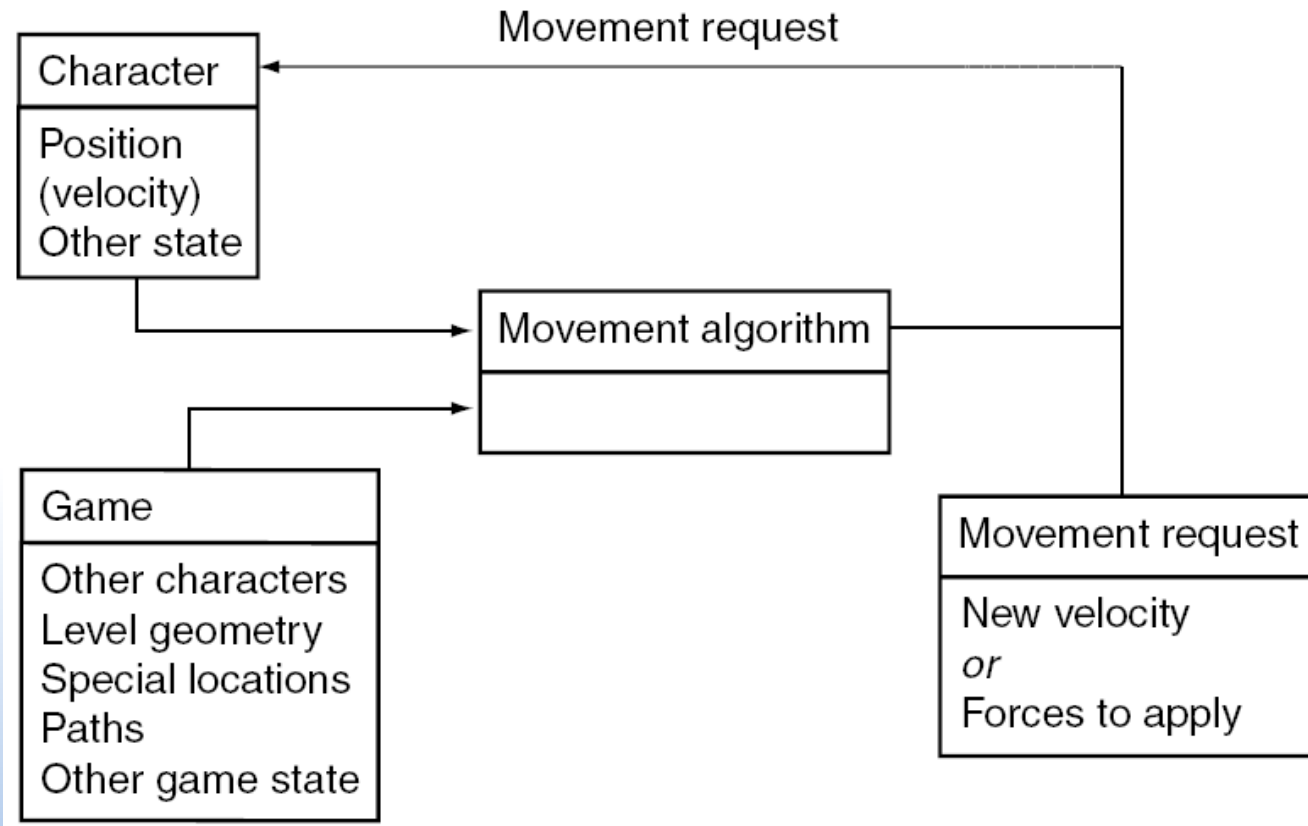 Movement request
Character
Position
(velocity)
Other state
Movement algorithm
Game
Other characters
Level geometry
Special locations
Paths
Other game state
Movement request
New velocity
or
Forces to apply